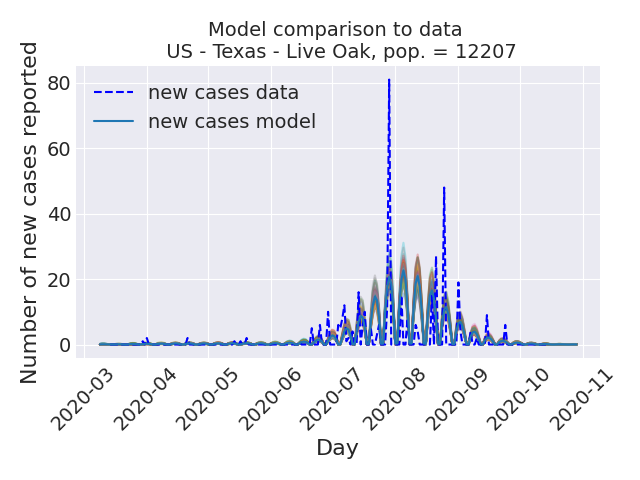 Model comparison to data
US - Texas - Live Oak, pop. = 12207
Number of new cases reported
80
60
40
20
0
new cases data
new cases model
2020-03
2020-04
2020-05
2020-06
2020-07
2020-08
2020-09
2020-10
2020-11
Day